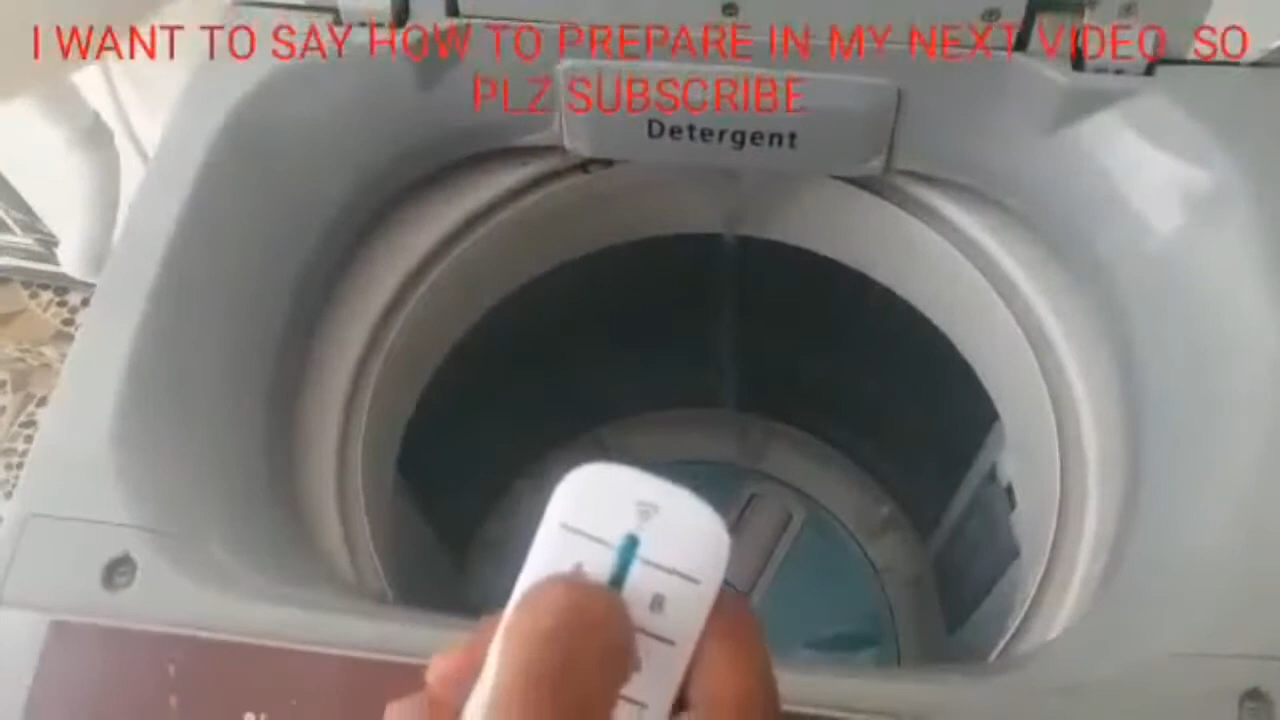 I WANT TO SAY HOW TO PREPARE IN MY NEXT VIDEO SO
PLZ SUBSCRIBE
Detergent
B